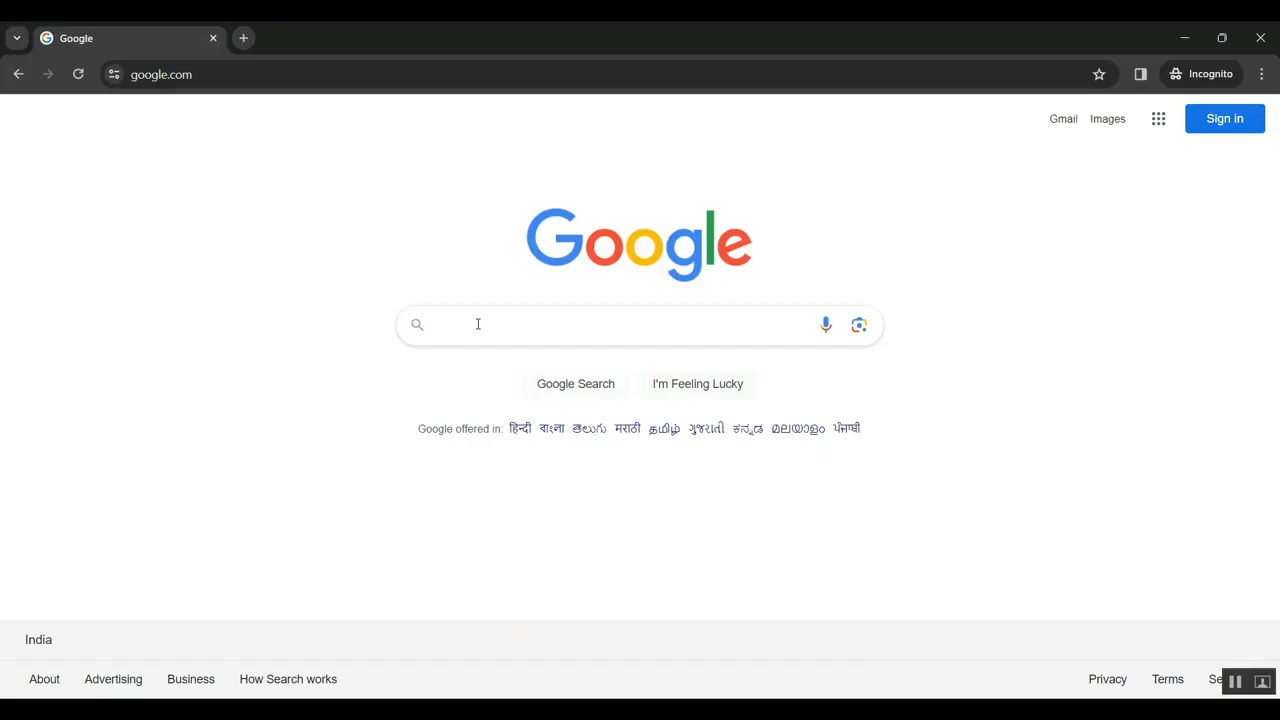 Google
google.com
Incognito
Gmail Images Sign in
Google
Google Search I'm Feeling Lucky
Google offered in: हिन्दी বাংলা తెలుగు मराठी தமிழ் ગુજરાતી ಕನ್ನಡ മലയാളം ਪੰਜਾਬੀ
India
About Advertising Business How Search works Privacy Terms Se